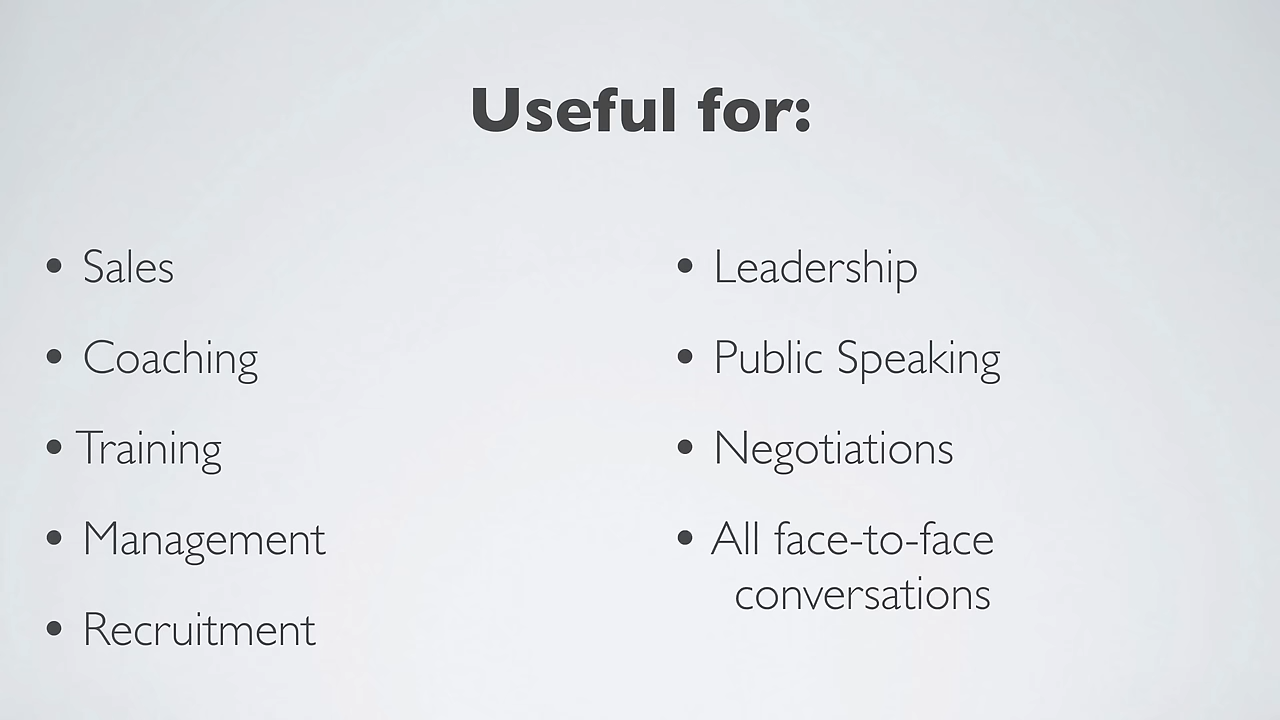 Useful for:
• Sales
• Coaching
• Training
• Management
• Recruitment
• Leadership
• Public Speaking
• Negotiations
• All face-to-face
conversations